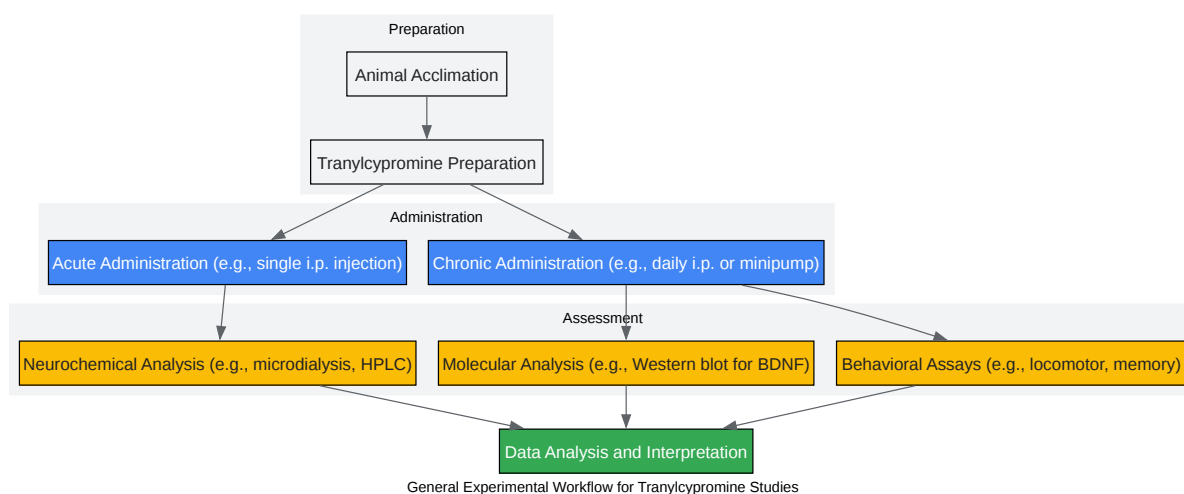 Preparation
Animal Acclimation
Tranylcypromine Preparation
Administration
Acute Administration (e.g., single i.p. injection)
Chronic Administration (e.g., daily i.p. or minipump)
Assessment
Neurochemical Analysis (e.g., microdialysis, HPLC)
Molecular Analysis (e.g., Western blot for BDNF)
Behavioral Assays (e.g., locomotor, memory)
Data Analysis and Interpretation
General Experimental Workflow for Tranylcypromine Studies